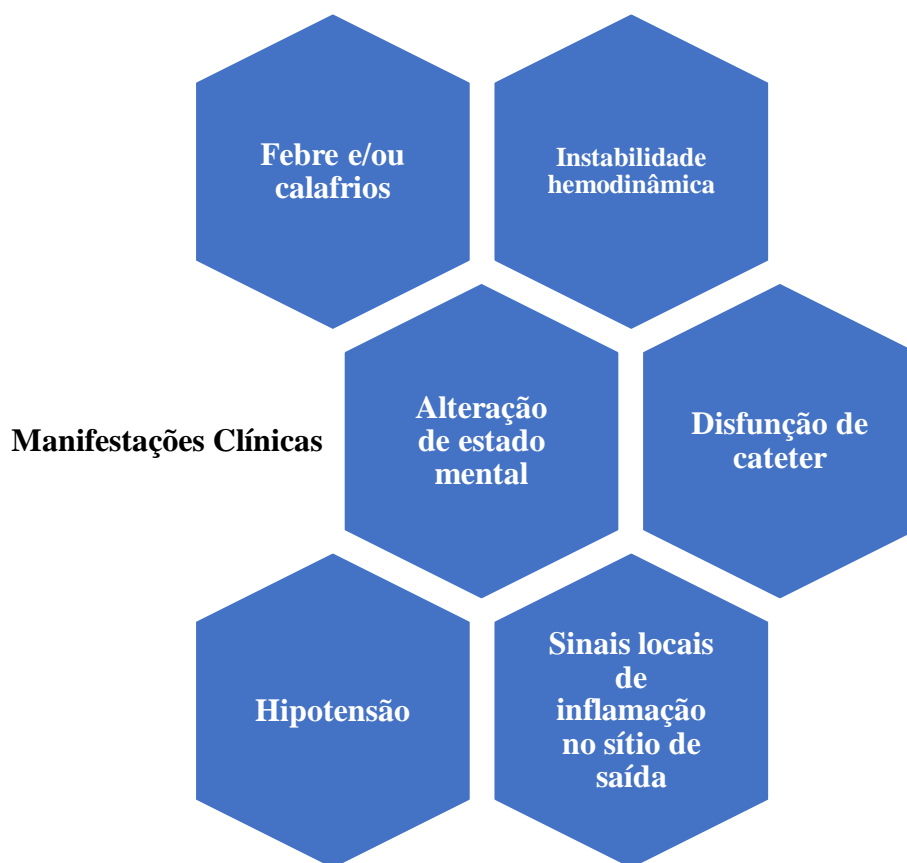 Febre e/ou
calafrios
Instabilidade
hemodinâmica
Manifestações Clínicas
Alteração
de estado
mental
Disfunção de
cateter
Hipotensão
Sinais locais
de
inflamação
no sítio de
saída